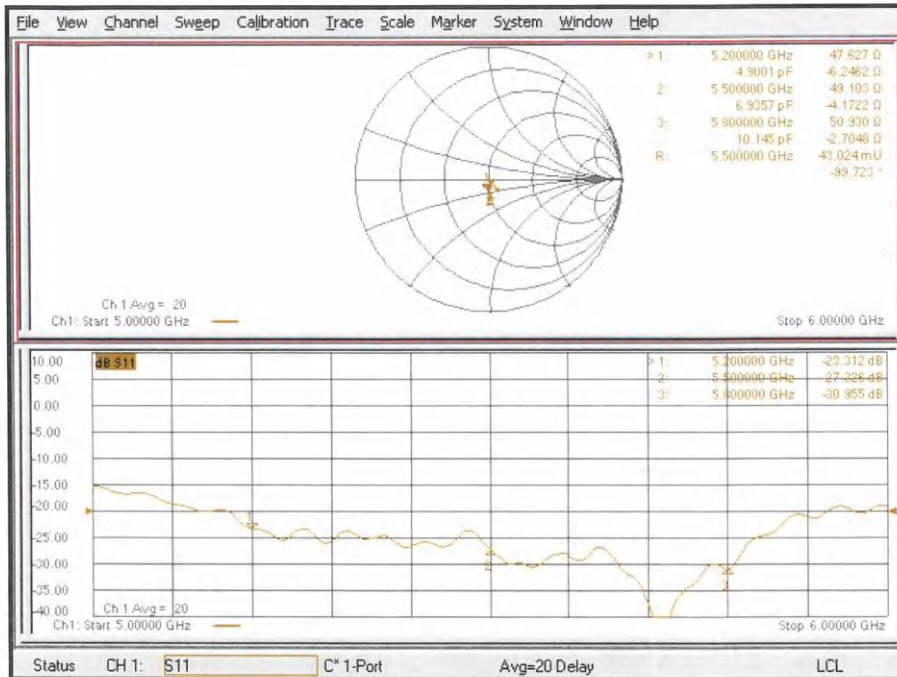 File View Channel Sweep Calibration Trace Scale Marker System Window Help
> 1: 5.200000 GHz 47.627 Ω
4.9001 pF -6.2462 Ω
2: 5.500000 GHz 49.103 Ω
6.9357 pF -4.1722 Ω
3: 5.800000 GHz 50.930 Ω
10.145 pF -2.7048 Ω
R: 5.500000 GHz 43.024 mU
-99.723 °
Ch 1 Avg = 20
Ch1: Start 5.00000 GHz Stop 6.00000 GHz
10.00 dB S11 > 1: 5.200000 GHz -23.312 dB
5.00 2: 5.500000 GHz -27.326 dB
0.00 3: 5.800000 GHz -30.955 dB
-5.00
-10.00
-15.00
-20.00
-25.00 1
-30.00 2
-35.00 3
-40.00 Ch 1 Avg = 20
Ch1: Start 5.00000 GHz Stop 6.00000 GHz
Status CH 1: S11 C* 1-Port Avg=20 Delay LCL